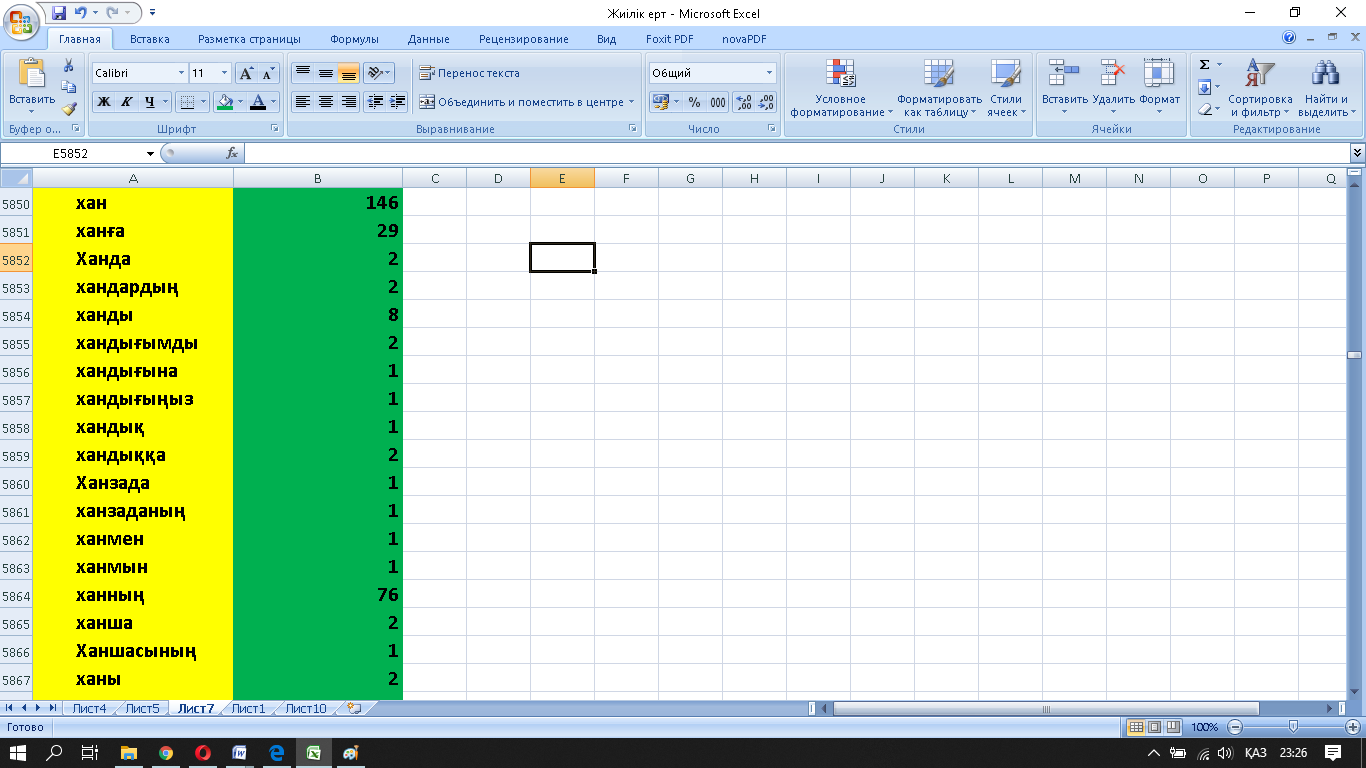 Жиілік ерт - Microsoft Excel
Главная Вставка Разметка страницы Формулы Данные Рецензирование Вид Foxit PDF novaPDF
Вставить
Буфер о...
Calibri 11
Ж К Ч
Шрифт
Перенос текста
Объединить и поместить в центре
Выравнивание
Общий
% 000
Число
Условное форматирование
Форматировать как таблицу
Стили ячеек
Стили
Вставить Удалить Формат
Ячейки
Σ
Сортировка и фильтр
Найти и выделить
Редактирование
E5852 fx
A B C D E F G H I J K L M N O P Q
5850 хан 146
5851 ханға 29
5852 Ханда 2
5853 хандардың 2
5854 ханды 8
5855 хандығымды 2
5856 хандығына 1
5857 хандығыңыз 1
5858 хандық 1
5859 хандыққа 2
5860 Ханзада 1
5861 ханзаданың 1
5862 ханмен 1
5863 ханмын 1
5864 ханның 76
5865 ханша 2
5866 Ханшасының 1
5867 ханы 2
Лист4 Лист5 Лист7 Лист1 Лист10
Готово 100%
ҚАЗ 23:26